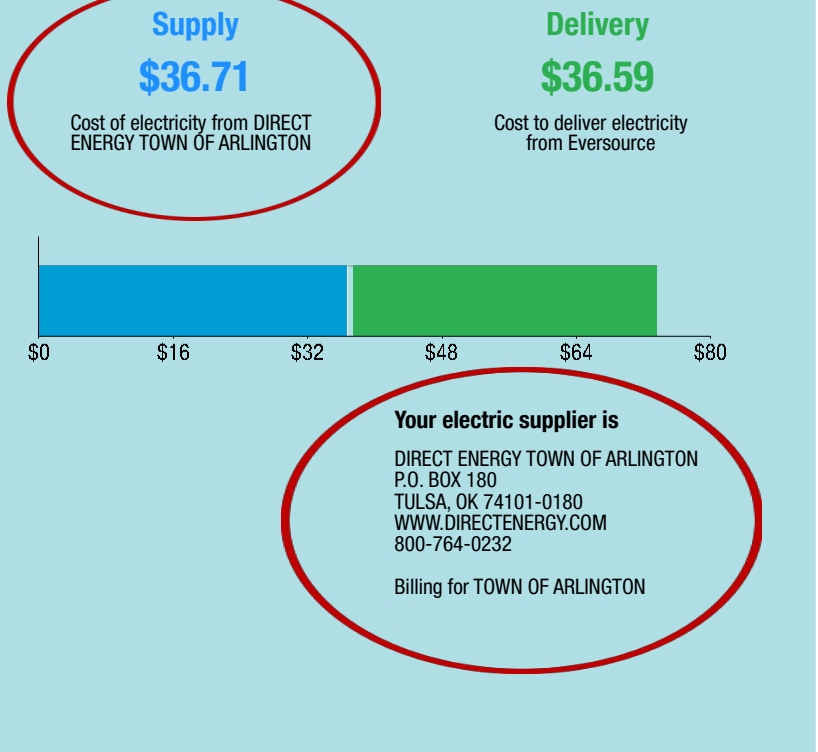 Supply
$36.71
Cost of electricity from DIRECT
ENERGY TOWN OF ARLINGTON
Delivery
$36.59
Cost to deliver electricity
from Eversource
$0 $16 $32 $48 $64 $80
Your electric supplier is
DIRECT ENERGY TOWN OF ARLINGTON
P.O. BOX 180
TULSA, OK 74101-0180
WWW.DIRECTENERGY.COM
800-764-0232
Billing for TOWN OF ARLINGTON